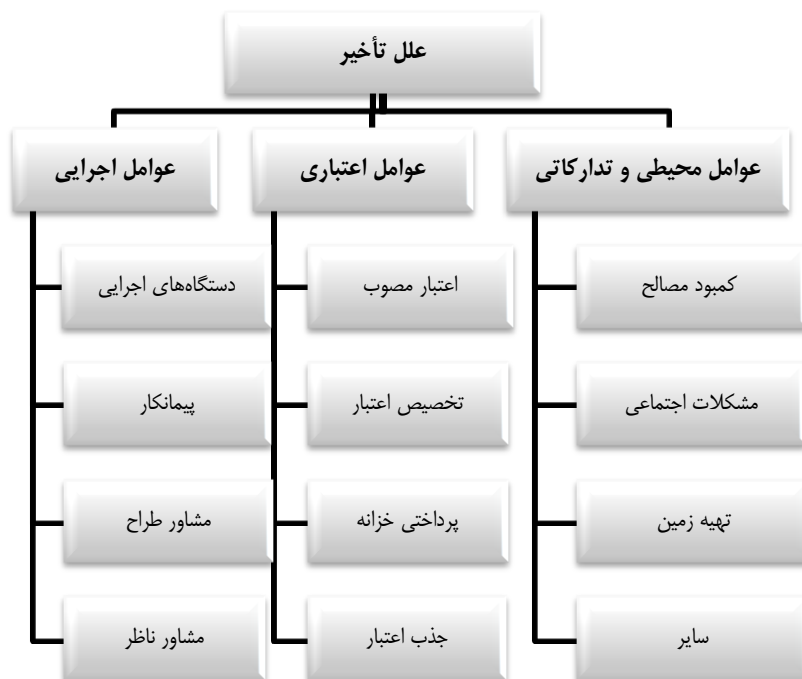 علل تأخیر
عوامل محیطی و تدارکاتی
کمبود مصالح
مشکلات اجتماعی
تهیه زمین
سایر
عوامل اعتباری
اعتبار مصوب
تخصیص اعتبار
پرداختی خزانه
جذب اعتبار
عوامل اجرایی
دستگاه‌های اجرایی
پیمانکار
مشاور طراح
مشاور ناظر